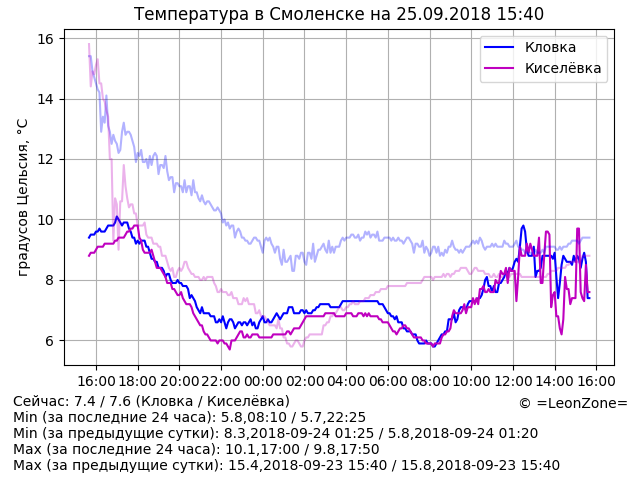 Температура в Смоленске на 25.09.2018 15:40
Кловка
Киселёвка
градусов Цельсия, °C
16
14
12
10
8
6
16:00 18:00 20:00 22:00 00:00 02:00 04:00 06:00 08:00 10:00 12:00 14:00 16:00
Сейчас: 7.4 / 7.6 (Кловка / Киселёвка)
© =LeonZone=
Min (за последние 24 часа): 5.8,08:10 / 5.7,22:25
Min (за предыдущие сутки): 8.3,2018-09-24 01:25 / 5.8,2018-09-24 01:20
Max (за последние 24 часа): 10.1,17:00 / 9.8,17:50
Max (за предыдущие сутки): 15.4,2018-09-23 15:40 / 15.8,2018-09-23 15:40